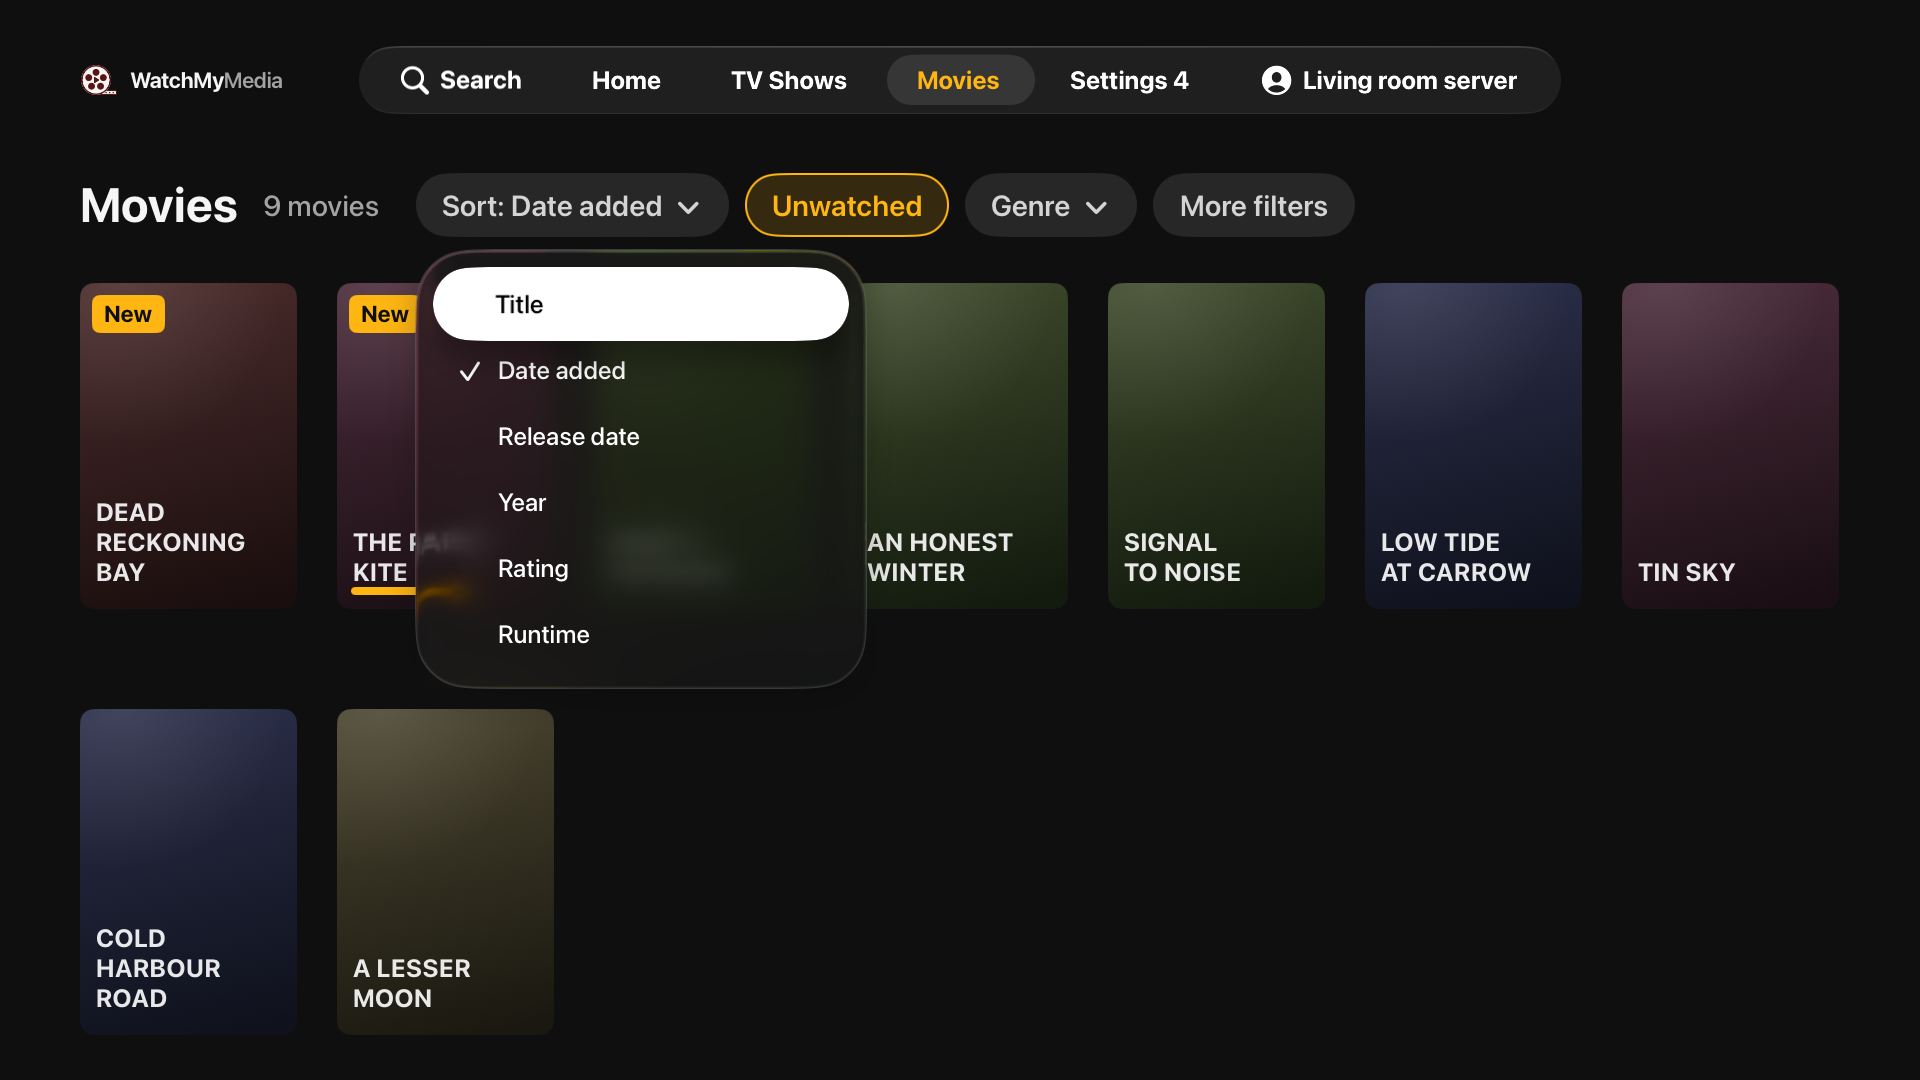 WatchMyMedia
Search
Home
TV Shows
Movies
Settings 4
Living room server
Movies
9 movies
Sort: Date added
Unwatched
Genre
More filters
Title
Date added
Release date
Year
Rating
Runtime
New
DEAD
RECKONING
BAY
New
THE
KITE
AN HONEST
WINTER
SIGNAL
TO NOISE
LOW TIDE
AT CARROW
TIN SKY
COLD
HARBOUR
ROAD
A LESSER
MOON